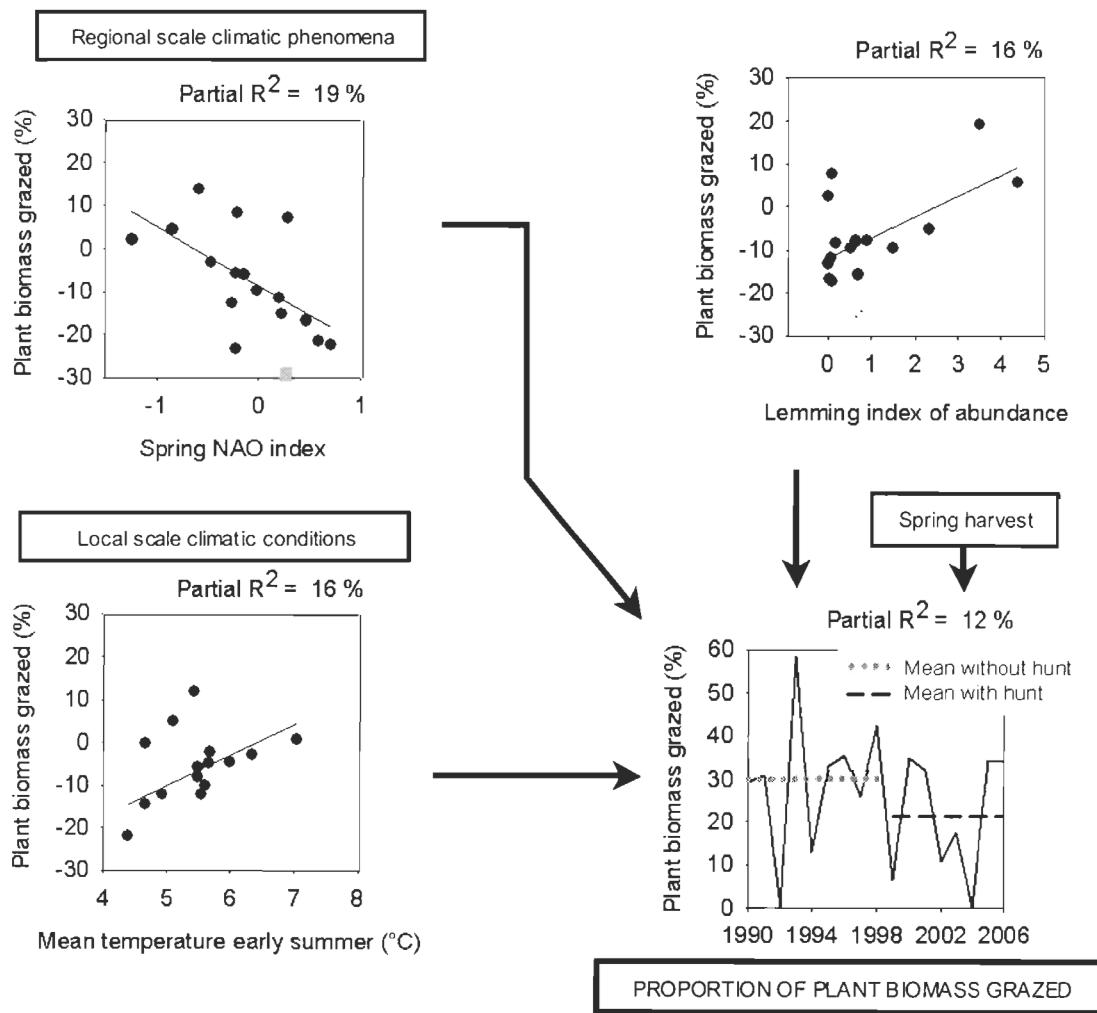 Regional scale climatic phenomena
Partial R² = 19 %
Plant biomass grazed (%)
30
20
10
0
-10
-20
-30
-1 0 1
Spring NAO index
Partial R² = 16 %
Plant biomass grazed (%)
30
20
10
0
-10
-20
-30
0 1 2 3 4 5
Lemming index of abundance
Spring harvest
Local scale climatic conditions
Partial R² = 16 %
Plant biomass grazed (%)
30
20
10
0
-10
-20
-30
4 5 6 7 8
Mean temperature early summer (°C)
Partial R² = 12 %
Plant biomass grazed (%)
60
50
40
30
20
10
0
Mean without hunt
Mean with hunt
1990 1994 1998 2002 2006
PROPORTION OF PLANT BIOMASS GRAZED